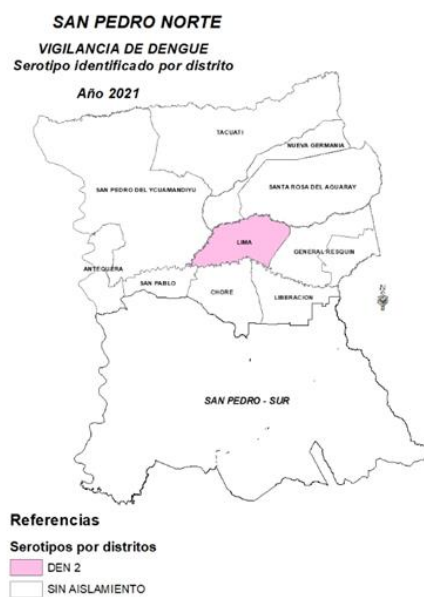 SAN PEDRO NORTE
VIGILANCIA DE DENGUE
Serotipo identificado por distrito
Año 2021
TACUATI
NUEVA GERMANIA
SAN PEDRO DEL YCUAMANDIYU
SANTA ROSA DEL AGUARAY
LIMA
GENERAL RESQUIN
ANTEQUERA
SAN PABLO
CHORE
LIBERACION
SAN PEDRO - SUR
Referencias
Serotipos por distritos
DEN 2
SIN AISLAMIENTO